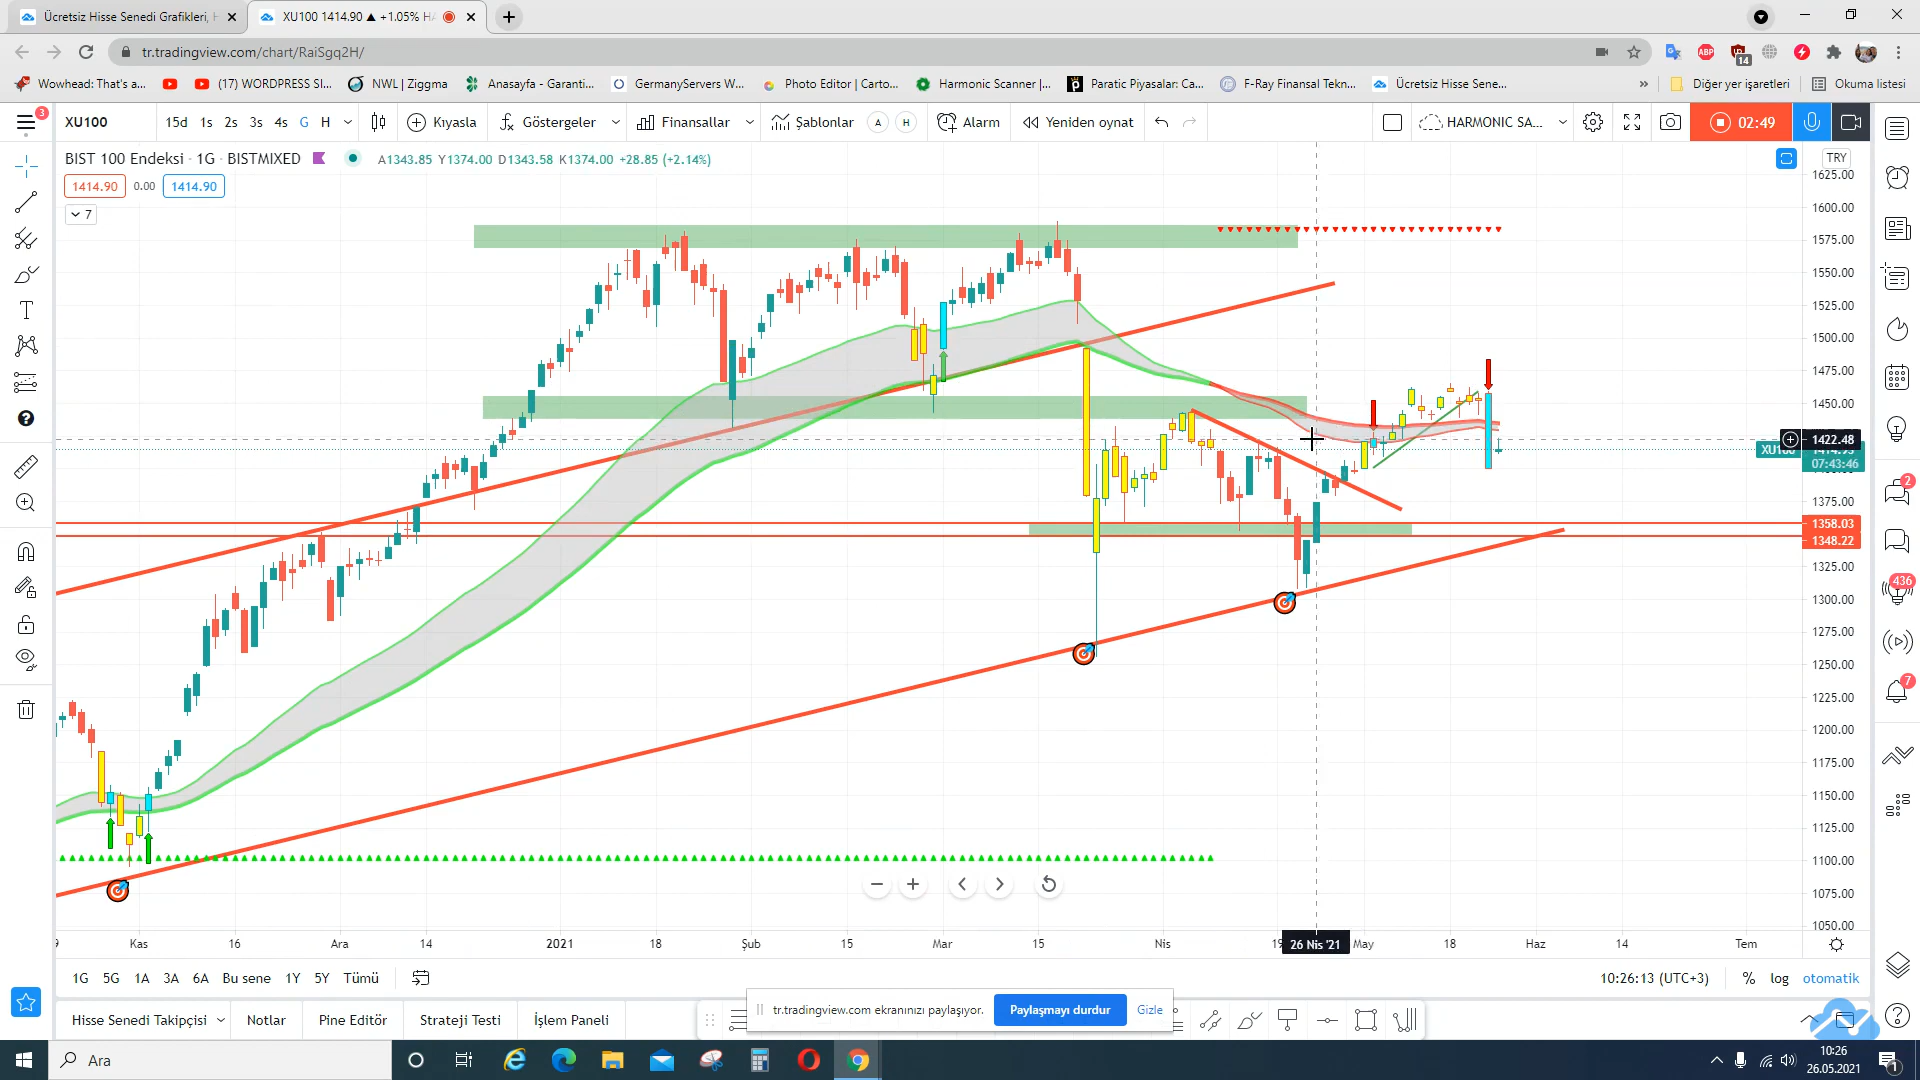 Ücretsiz Hisse Senedi Grafikleri, H
XU100 1414.90 ▲ +1.05% HA
tr.tradingview.com/chart/RaiSgq2H/
14
Wowhead: That's a...
(17) WORDPRESS Sİ...
NWL | Ziggma
Anasayfa - Garanti...
GermanyServers W...
Photo Editor | Carto...
Harmonic Scanner |...
Paratic Piyasalar: Ca...
F-Ray Finansal Tekn...
Ücretsiz Hisse Sene...
»
Diğer yer işaretleri
Okuma listesi
3
XU100
15d 1s 2s 3s 4s G H
Kıyasla
Göstergeler
Finansallar
Şablonlar
A
H
Alarm
Yeniden oynat
HARMONIC SA...
02:49
BIST 100 Endeksi · 1G · BISTMIXED
A1343.85 Y1374.00 D1343.58 K1374.00 +28.85 (+2.14%)
1414.90 0.00 1414.90
7
TRY
1625.00
1600.00
1575.00
1550.00
1525.00
1500.00
1475.00
1450.00
1422.48
07:43:46
1375.00
1358.03
1348.22
1325.00
1300.00
1275.00
1250.00
1225.00
1200.00
1175.00
1150.00
1125.00
1100.00
1075.00
1050.00
Kas 16 Ara 14 2021 18 Şub 15 Mar 15 Nis 26 Nis '21 May 18 Haz 14 Tem
2
436
7
1G 5G 1A 3A 6A Bu sene 1Y 5Y Tümü
10:26:13 (UTC+3)
% log otomatik
Hisse Senedi Takipçisi
Notlar
Pine Editör
Strateji Testi
İşlem Paneli
tr.tradingview.com ekranınızı paylaşıyor.
Paylaşmayı durdur
Gizle
Ara
10:26
26.05.2021
1